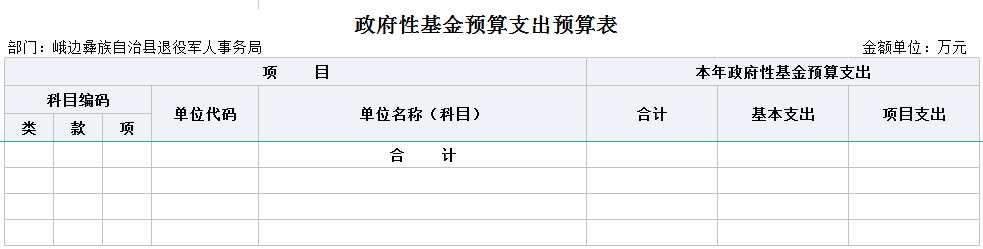 政府性基金预算支出预算表
部门：峨边彝族自治县退役军人事务局 金额单位：万元
项 目 本年政府性基金预算支出
科目编码 单位代码 单位名称（科目） 合计 基本支出 项目支出
类 款 项
合 计